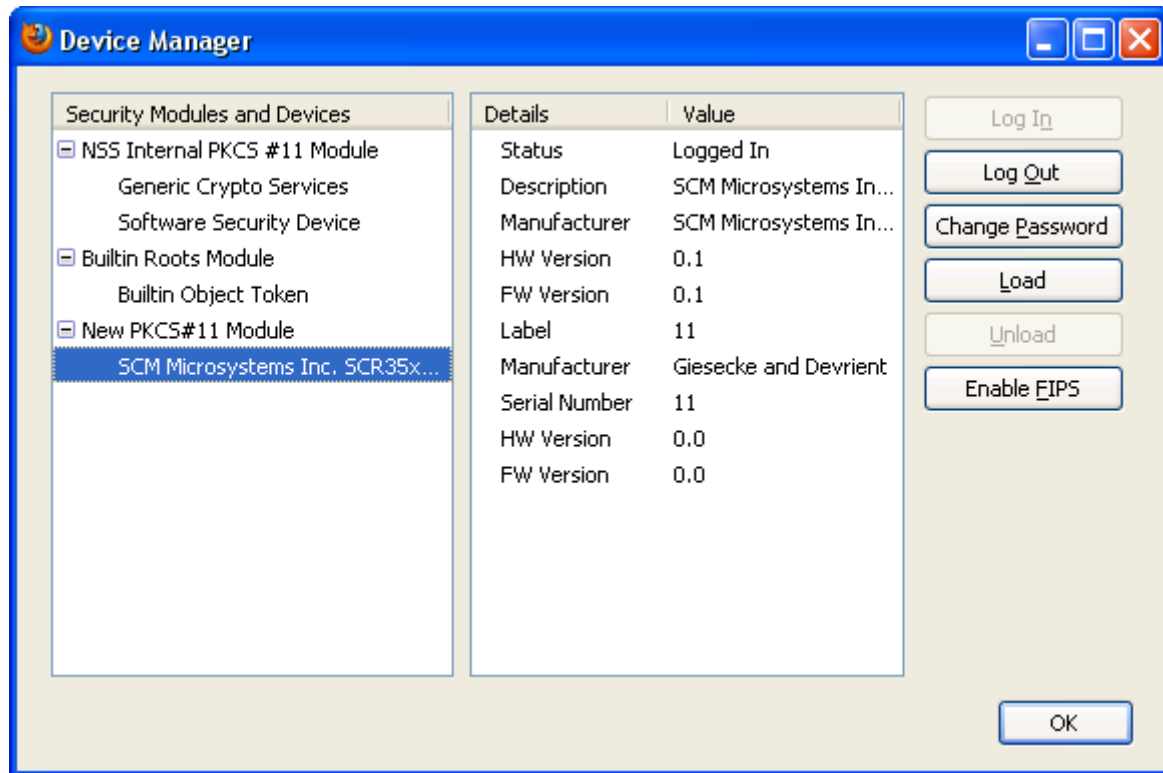 Device Manager
Security Modules and Devices
NSS Internal PKCS #11 Module
Generic Crypto Services
Software Security Device
Builtin Roots Module
Builtin Object Token
New PKCS#11 Module
SCM Microsystems Inc. SCR35x...
Details Value
Status Logged In
Description SCM Microsystems In...
Manufacturer SCM Microsystems In...
HW Version 0.1
FW Version 0.1
Label 11
Manufacturer Giesecke and Devrient
Serial Number 11
HW Version 0.0
FW Version 0.0
Log In
Log Out
Change Password
Load
Unload
Enable FIPS
OK